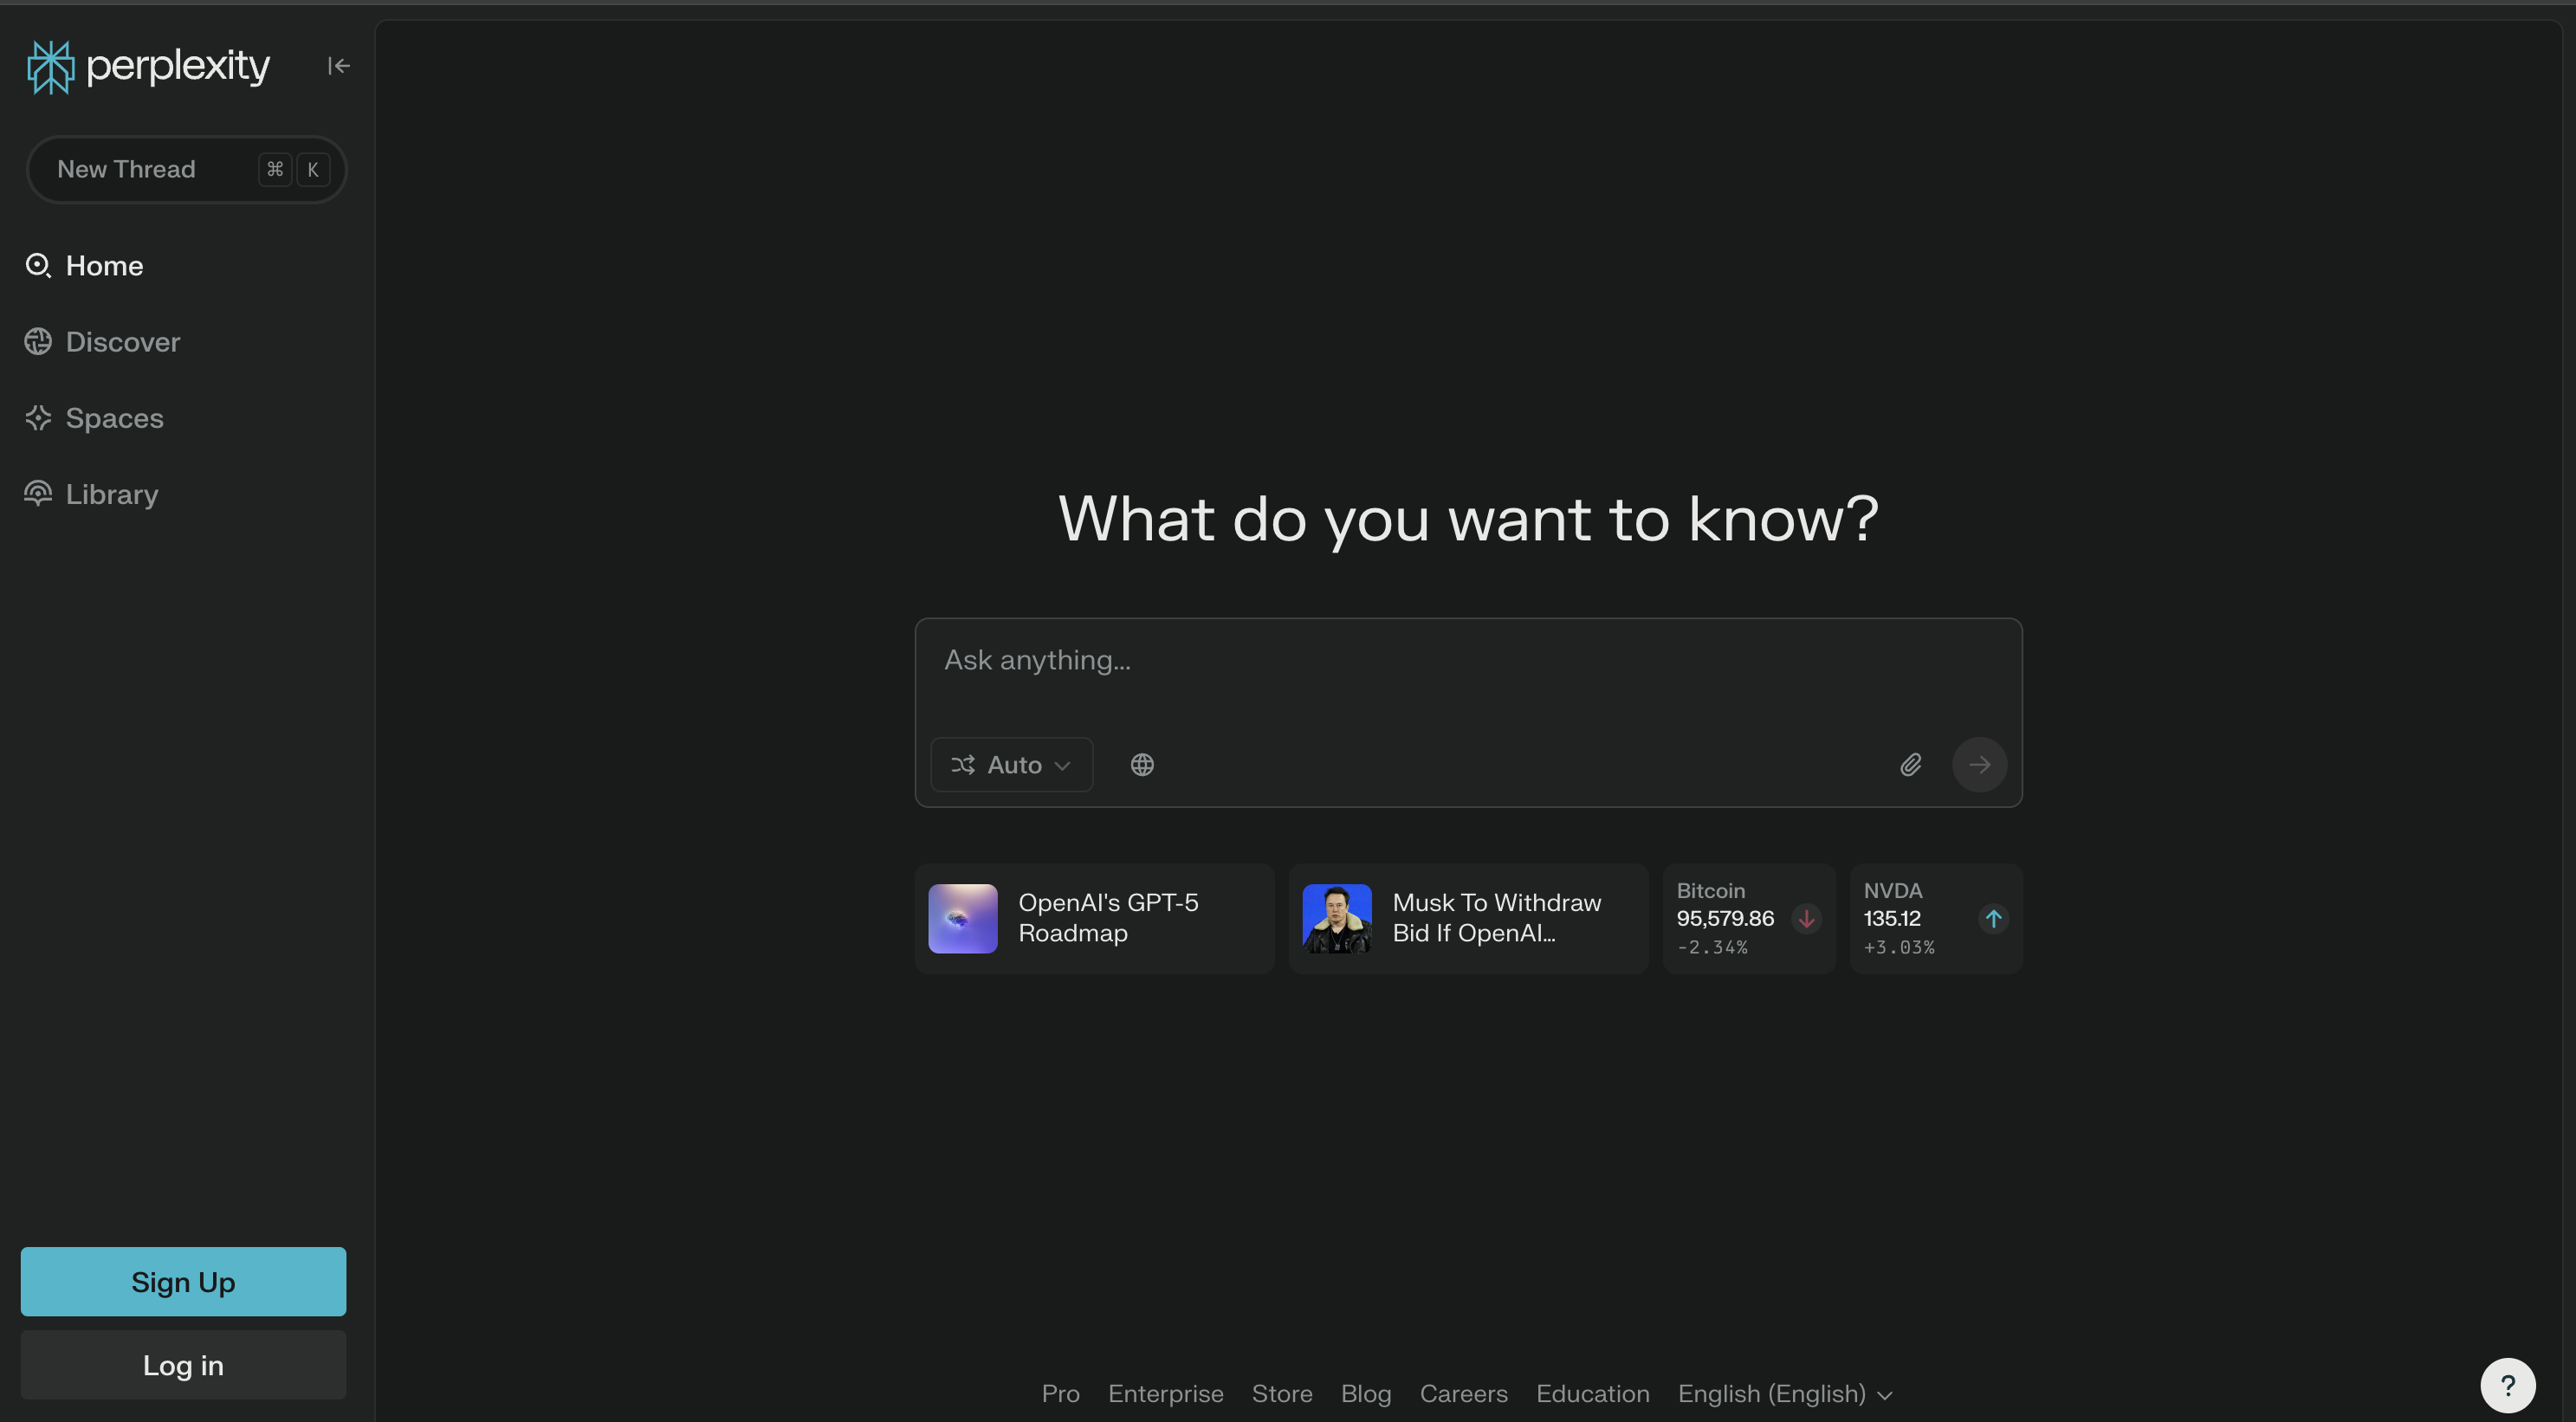 perplexity
New Thread ⌘ K
Home
Discover
Spaces
Library
Sign Up
Log in
What do you want to know?
Ask anything...
Auto
OpenAI's GPT-5
Roadmap
Musk To Withdraw
Bid If OpenAI...
Bitcoin
95,579.86
-2.34%
NVDA
135.12
+3.03%
Pro Enterprise Store Blog Careers Education English (English)
?